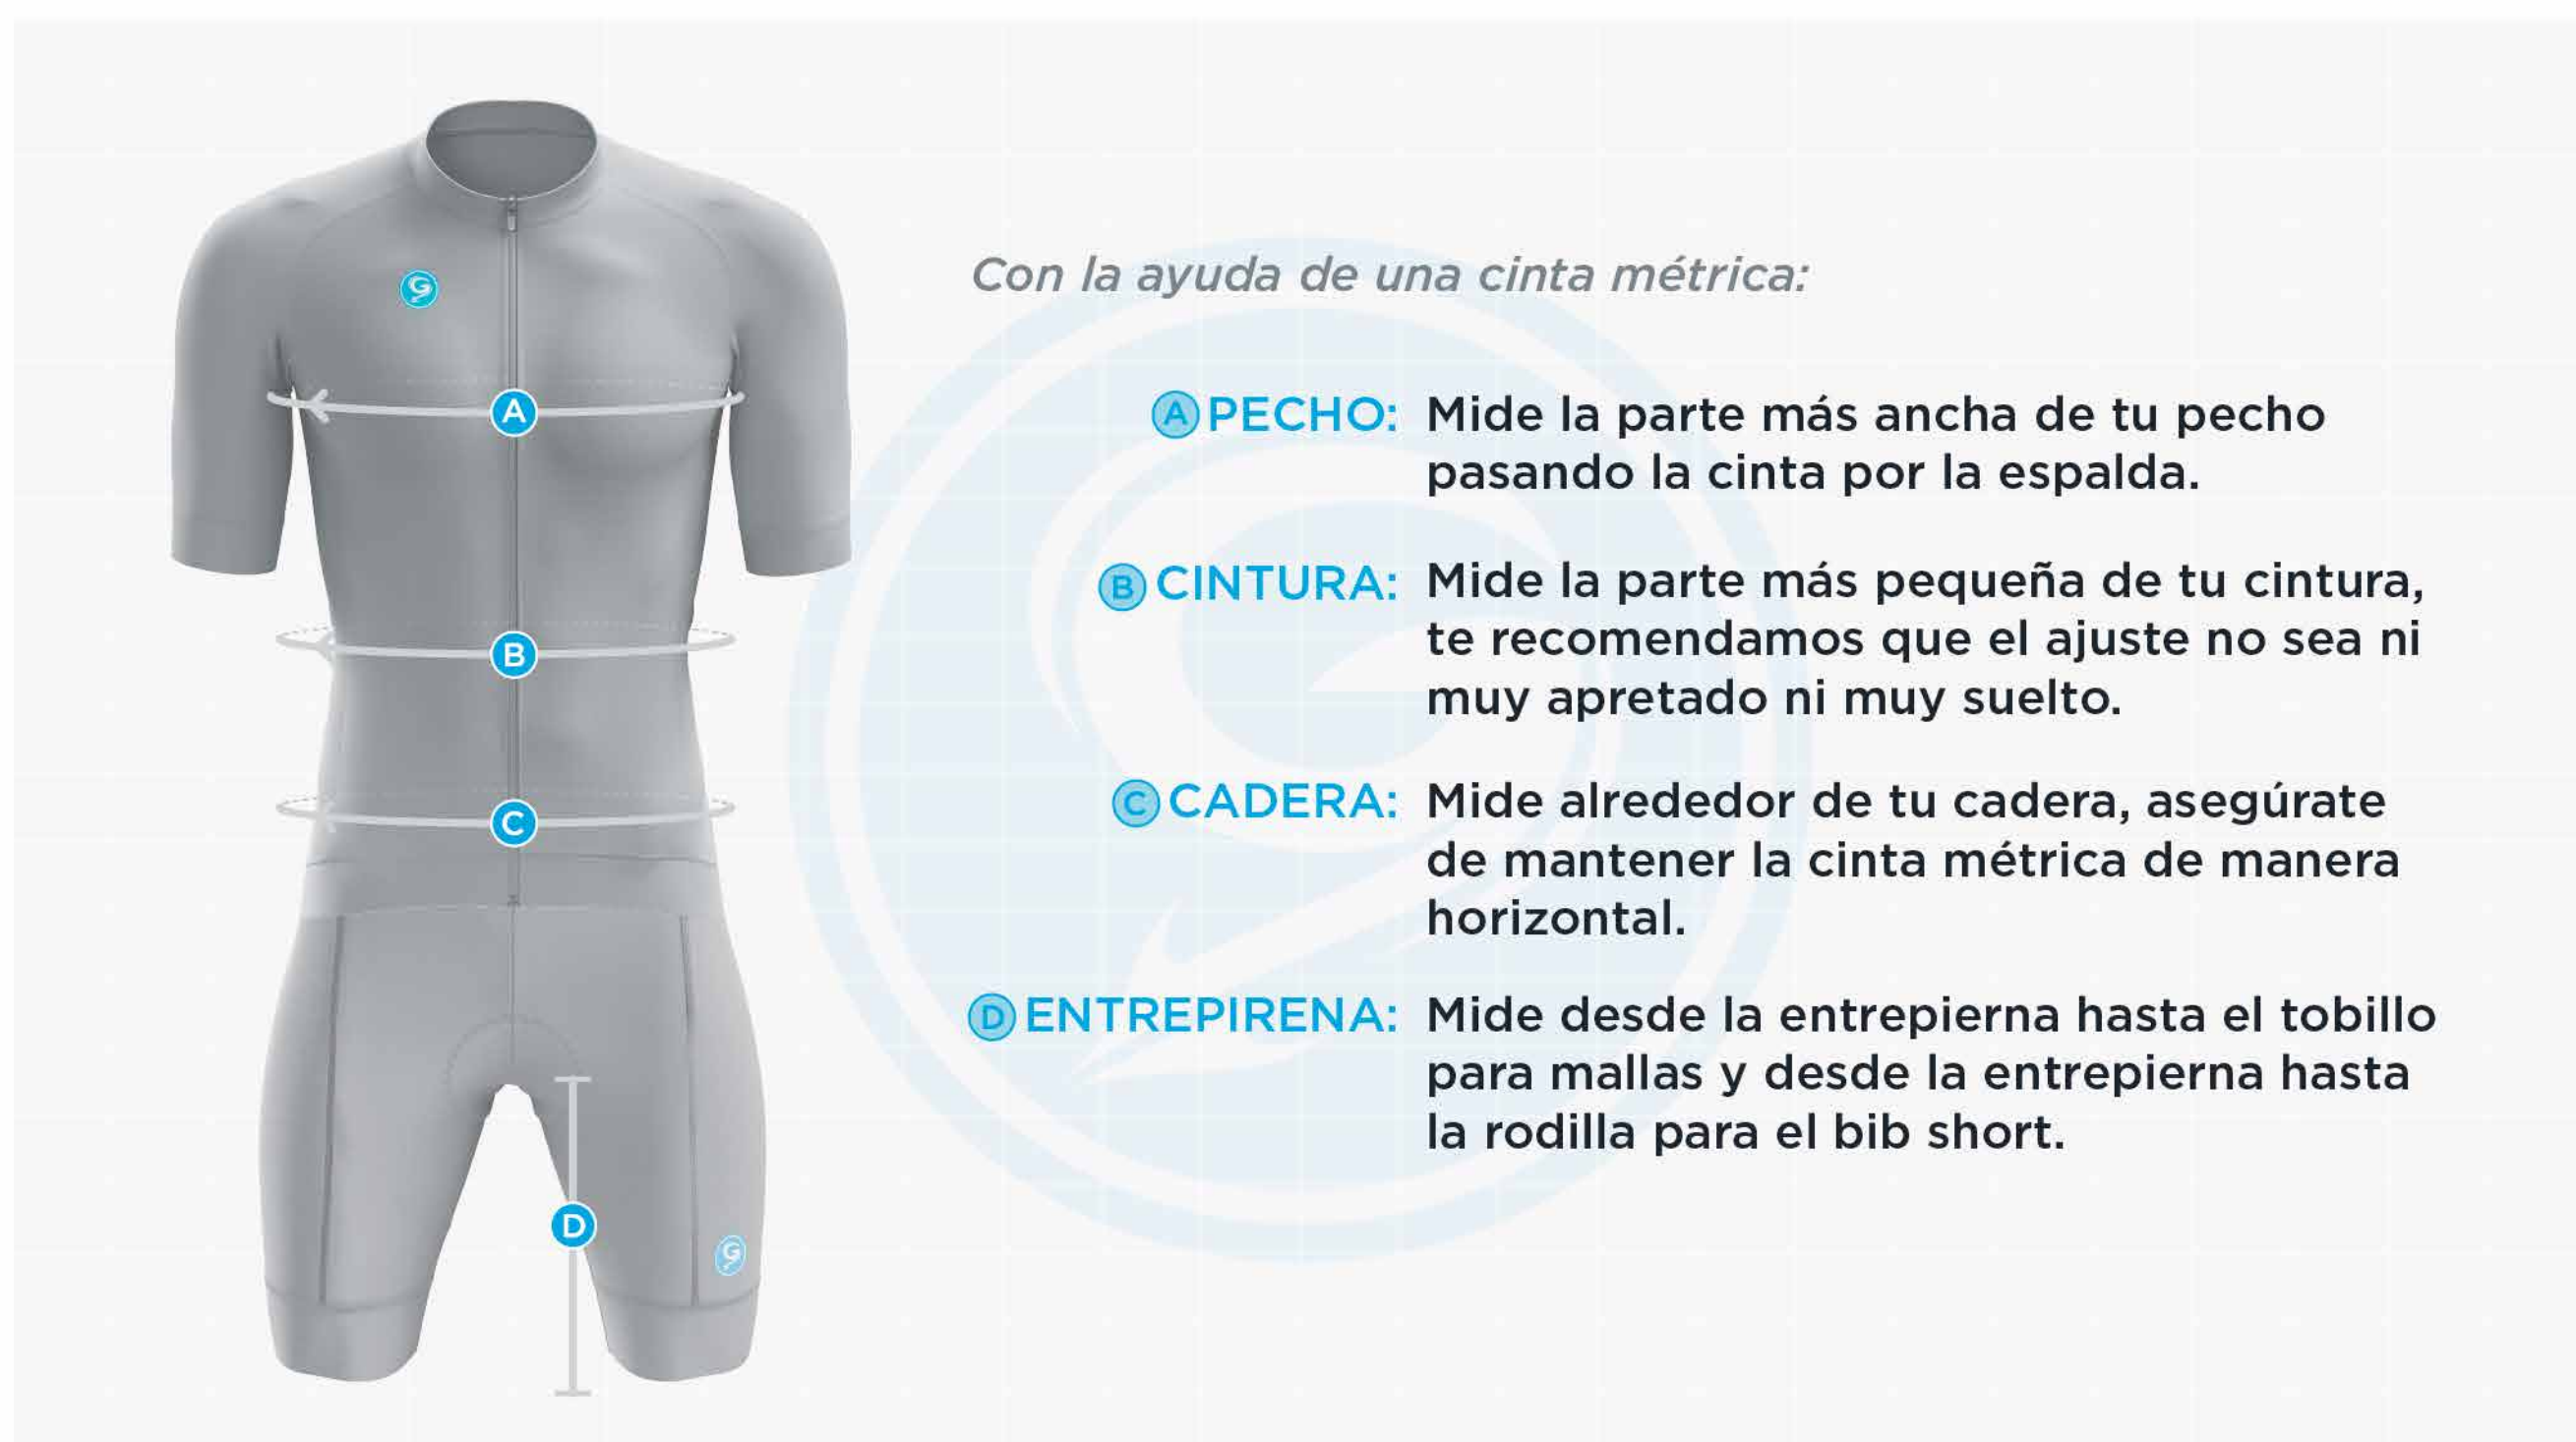 Con la ayuda de una cinta métrica:
A PECHO: Mide la parte más ancha de tu pecho
pasando la cinta por la espalda.
B CINTURA: Mide la parte más pequeña de tu cintura,
te recomendamos que el ajuste no sea ni
muy apretado ni muy suelto.
C CADERA: Mide alrededor de tu cadera, asegúrate
de mantener la cinta métrica de manera
horizontal.
D ENTREPIRENA: Mide desde la entrepierna hasta el tobillo
para mallas y desde la entrepierna hasta
la rodilla para el bib short.
G
A
B
C
D
G